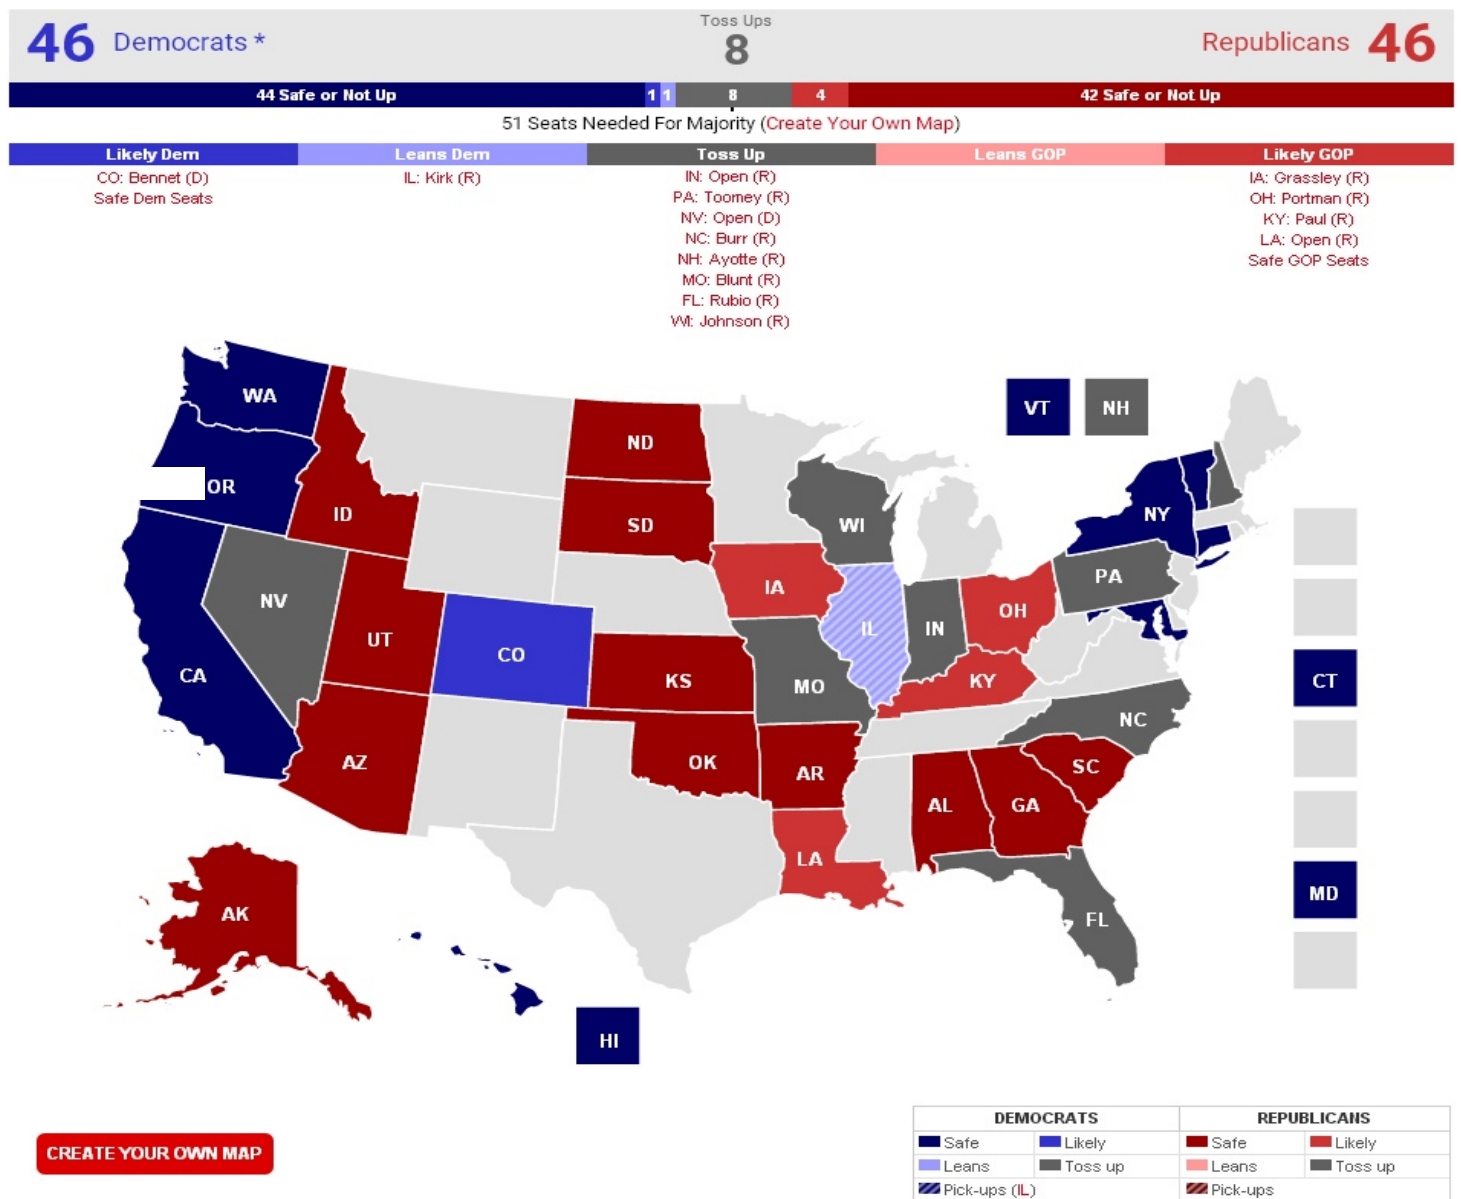 46 Democrats * Toss Ups 8 Republicans 46
44 Safe or Not Up 1 1 8 4 42 Safe or Not Up
51 Seats Needed For Majority (Create Your Own Map)
Likely Dem Leans Dem Toss Up Leans GOP Likely GOP
CO: Bennet (D) IL: Kirk (R) IN: Open (R) IA: Grassley (R)
Safe Dem Seats PA: Toomey (R) OH: Portman (R)
NV: Open (D) KY: Paul (R)
NC: Burr (R) LA: Open (R)
NH: Ayotte (R) Safe GOP Seats
MO: Blunt (R)
FL: Rubio (R)
WI: Johnson (R)
WA
VT NH
ND
OR
ID
SD
WI
NY
PA
IA
NV
OH
UT
CO
IL
IN
CA
KS
MO
KY
CT
NC
AZ
OK
AR
SC
AL
GA
LA
MD
AK
FL
HI
CREATE YOUR OWN MAP
DEMOCRATS REPUBLICANS
Safe Likely Safe Likely
Leans Toss up Leans Toss up
Pick-ups (IL) Pick-ups